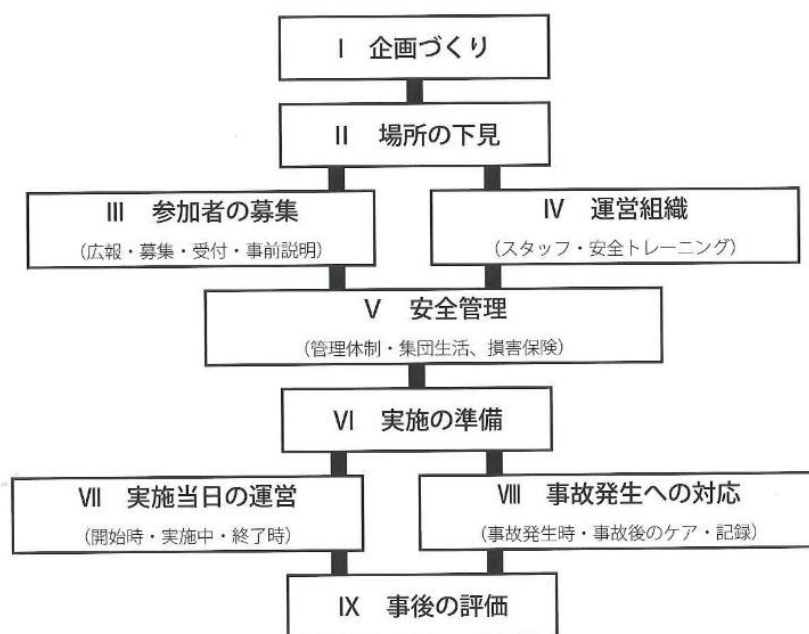 Ⅰ 企画づくり
Ⅱ 場所の下見
Ⅲ 参加者の募集
(広報・募集・受付・事前説明)
Ⅳ 運営組織
(スタッフ・安全トレーニング)
Ⅴ 安全管理
(管理体制・集団生活、損害保険)
Ⅵ 実施の準備
Ⅶ 実施当日の運営
(開始時・実施中・終了時)
Ⅷ 事故発生への対応
(事故発生時・事故後のケア・記録)
Ⅸ 事後の評価